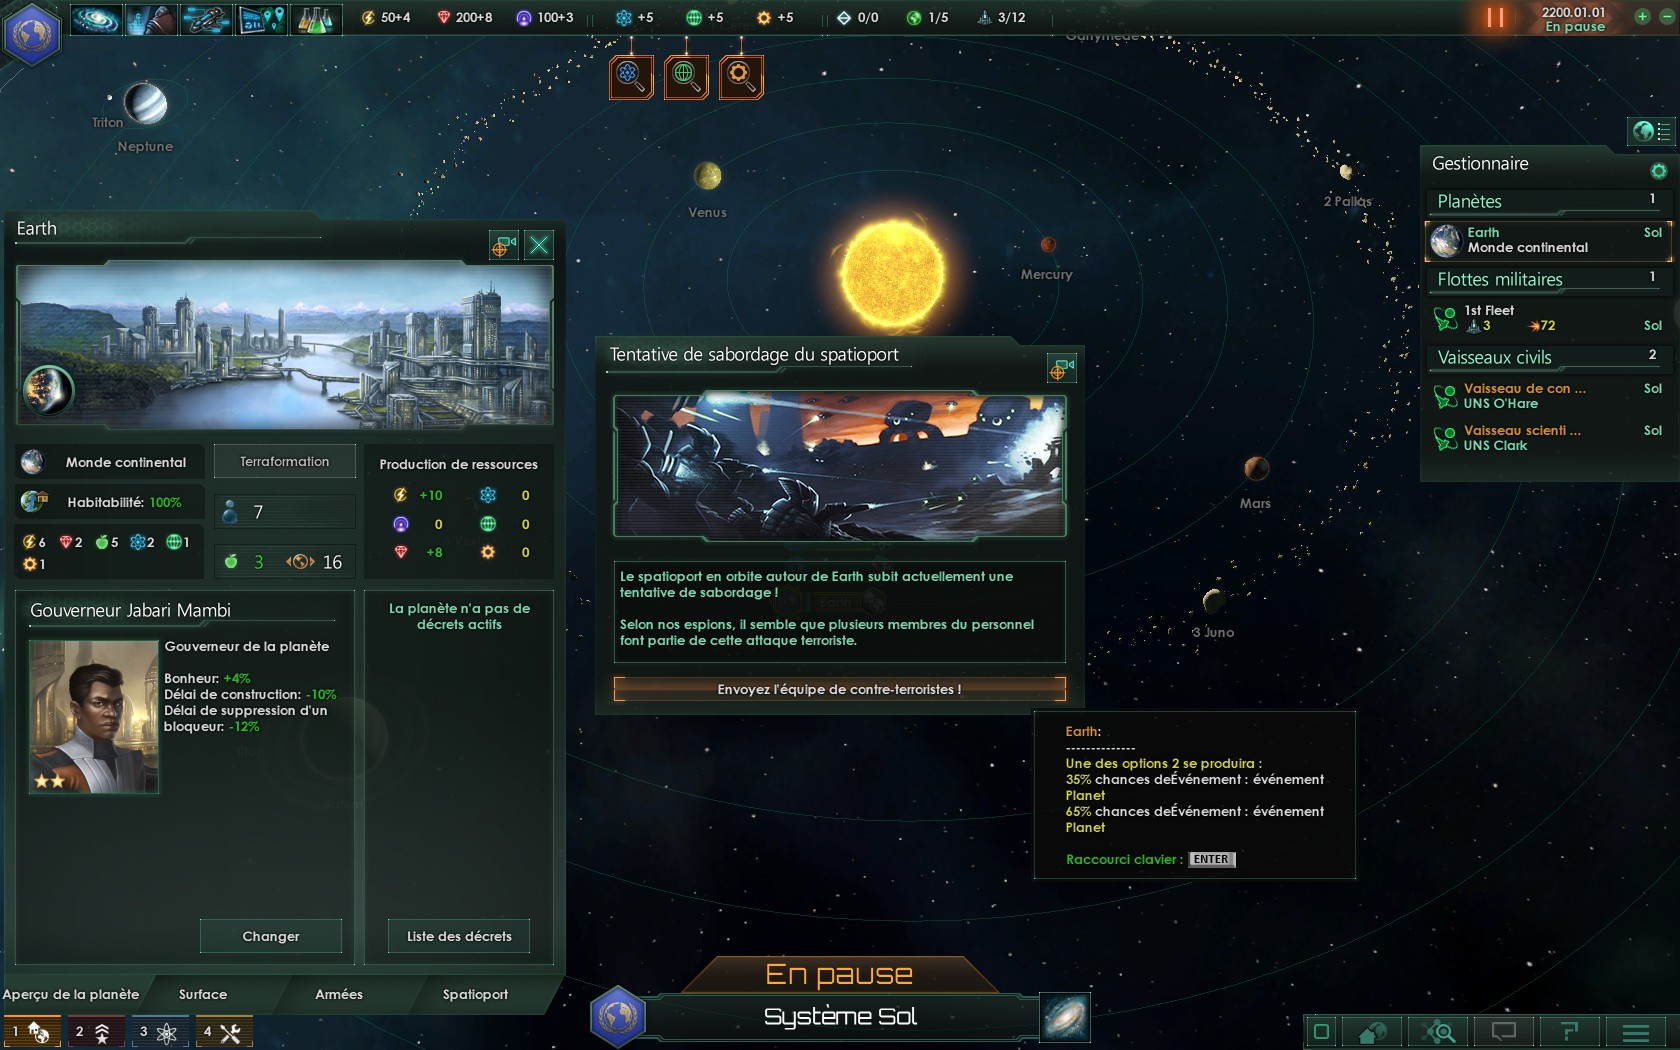 50+4
200+8
100+3
+5
+5
+5
0/0
1/5
3/12
2200.01.01
En pause
Ganymede
Triton
Neptune
Venus
Mercury
2 Pallas
Mars
3 Juno
Earth
Monde continental
Terraformation
Production de ressources
Habitabilité: 100%
7
+10
0
0
0
+8
0
6
2
5
2
1
1
3
16
Gouverneur Jabari Mambi
Gouverneur de la planète
Bonheur: +4%
Délai de construction: -10%
Délai de suppression d'un
bloqueur: -12%
La planète n'a pas de
décrets actifs
Changer
Liste des décrets
Aperçu de la planète
Surface
Armées
Spatioport
1
2
3
4
Tentative de sabordage du spatioport
Le spatioport en orbite autour de Earth subit actuellement une
tentative de sabordage !
Selon nos espions, il semble que plusieurs membres du personnel
font partie de cette attaque terroriste.
Envoyez l'équipe de contre-terroristes !
Earth:
--------------
Une des options 2 se produira :
35% chances deÉvénement : événement
Planet
65% chances deÉvénement : événement
Planet
Raccourci clavier : ENTER
Gestionnaire
Planètes 1
Earth Sol
Monde continental
Flottes militaires 1
1st Fleet
3 72 Sol
Vaisseaux civils 2
Vaisseau de con ... Sol
UNS O'Hare
Vaisseau scienti ... Sol
UNS Clark
En pause
Système Sol